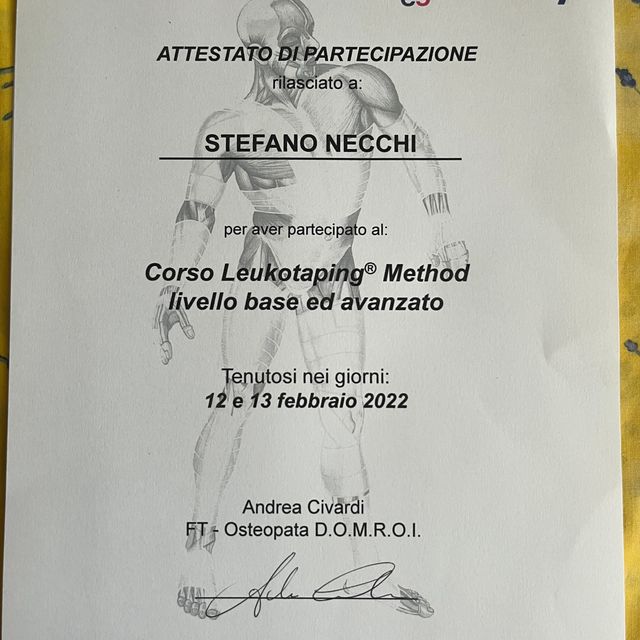 ATTESTATO DI PARTECIPAZIONE
rilasciato a:
STEFANO NECCHI
per aver partecipato al:
Corso Leukotaping® Method
livello base ed avanzato
Tenutosi nei giorni:
12 e 13 febbraio 2022
Andrea Civardi
FT - Osteopata D.O.M.R.O.I.